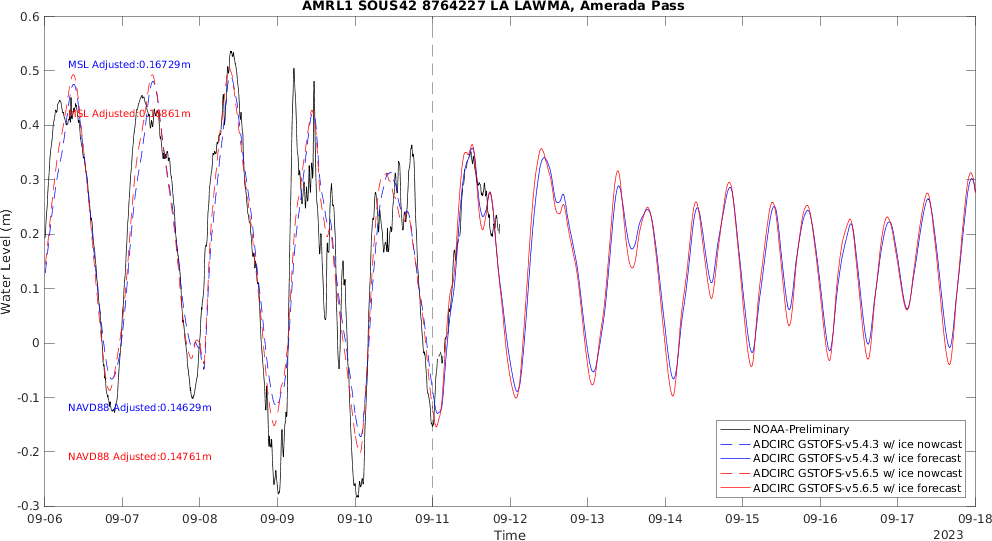 AMRL1 SOUS42 8764227 LA LAWMA, Amerada Pass
Water Level (m)
0.6
0.5
0.4
0.3
0.2
0.1
0
-0.1
-0.2
-0.3
MSL Adjusted:0.16729m
MSL Adjusted:0.16861m
NAVD88 Adjusted:0.14629m
NAVD88 Adjusted:0.14761m
NOAA-Preliminary
ADCIRC GSTOFS-v5.4.3 w/ ice nowcast
ADCIRC GSTOFS-v5.4.3 w/ ice forecast
ADCIRC GSTOFS-v5.6.5 w/ ice nowcast
ADCIRC GSTOFS-v5.6.5 w/ ice forecast
09-06 09-07 09-08 09-09 09-10 09-11 09-12 09-13 09-14 09-15 09-16 09-17 09-18
Time
2023